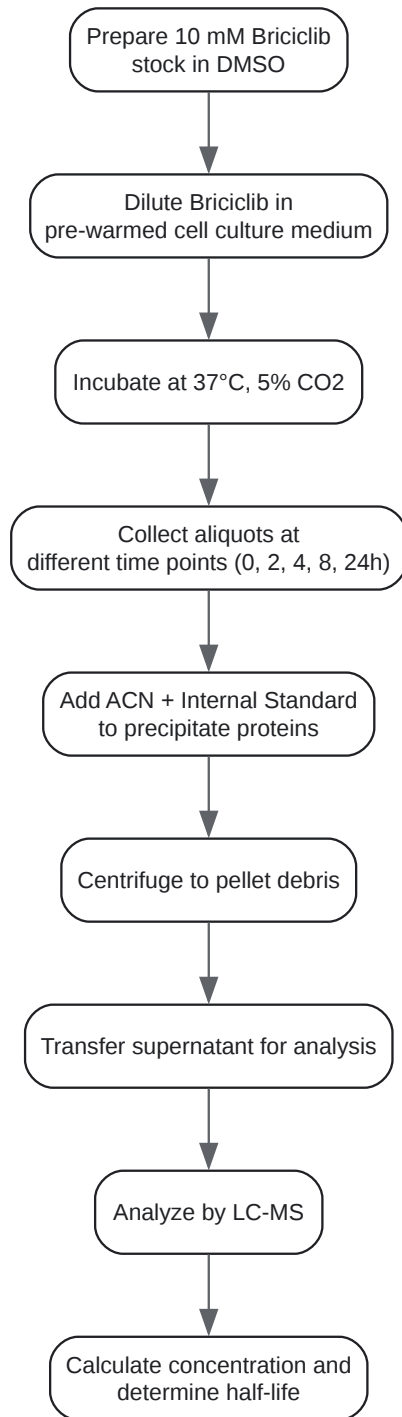 Prepare 10 mM Briciclib
stock in DMSO
Dilute Briciclib in
pre-warmed cell culture medium
Incubate at 37°C, 5% CO2
Collect aliquots at
different time points (0, 2, 4, 8, 24h)
Add ACN + Internal Standard
to precipitate proteins
Centrifuge to pellet debris
Transfer supernatant for analysis
Analyze by LC-MS
Calculate concentration and
determine half-life